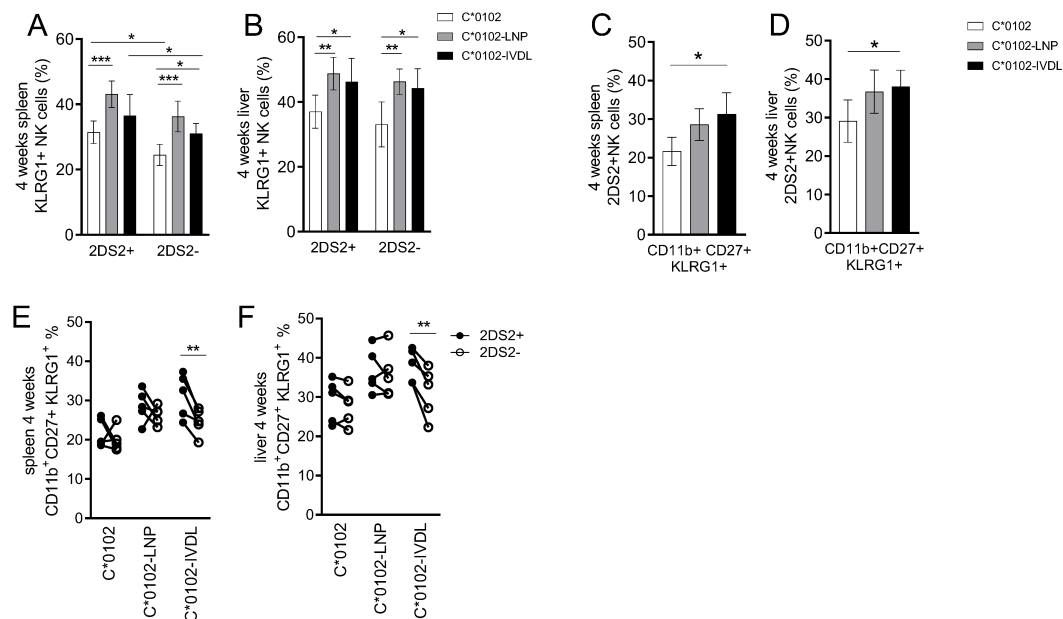 A
4 weeks spleen
KLRG1+ NK cells (%)
60
40
20
0
*
***
*
*
***
2DS2+
2DS2-
B
4 weeks liver
KLRG1+ NK cells (%)
60
40
20
0
*
**
*
**
2DS2+
2DS2-
C*0102
C*0102-LNP
C*0102-IVDL
C
4 weeks spleen
2DS2+NK cells (%)
50
40
30
20
10
0
*
CD11b+ CD27+
KLRG1+
D
4 weeks liver
2DS2+NK cells (%)
50
40
30
20
10
0
*
CD11b+CD27+
KLRG1+
C*0102
C*0102-LNP
C*0102-IVDL
E
spleen 4 weeks
CD11b⁺CD27+ KLRG1⁺ %
50
40
30
20
10
0
**
C*0102
C*0102-LNP
C*0102-IVDL
F
liver 4 weeks
CD11b⁺CD27⁺ KLRG1⁺ %
50
40
30
20
10
0
**
C*0102
C*0102-LNP
C*0102-IVDL
2DS2+
2DS2-